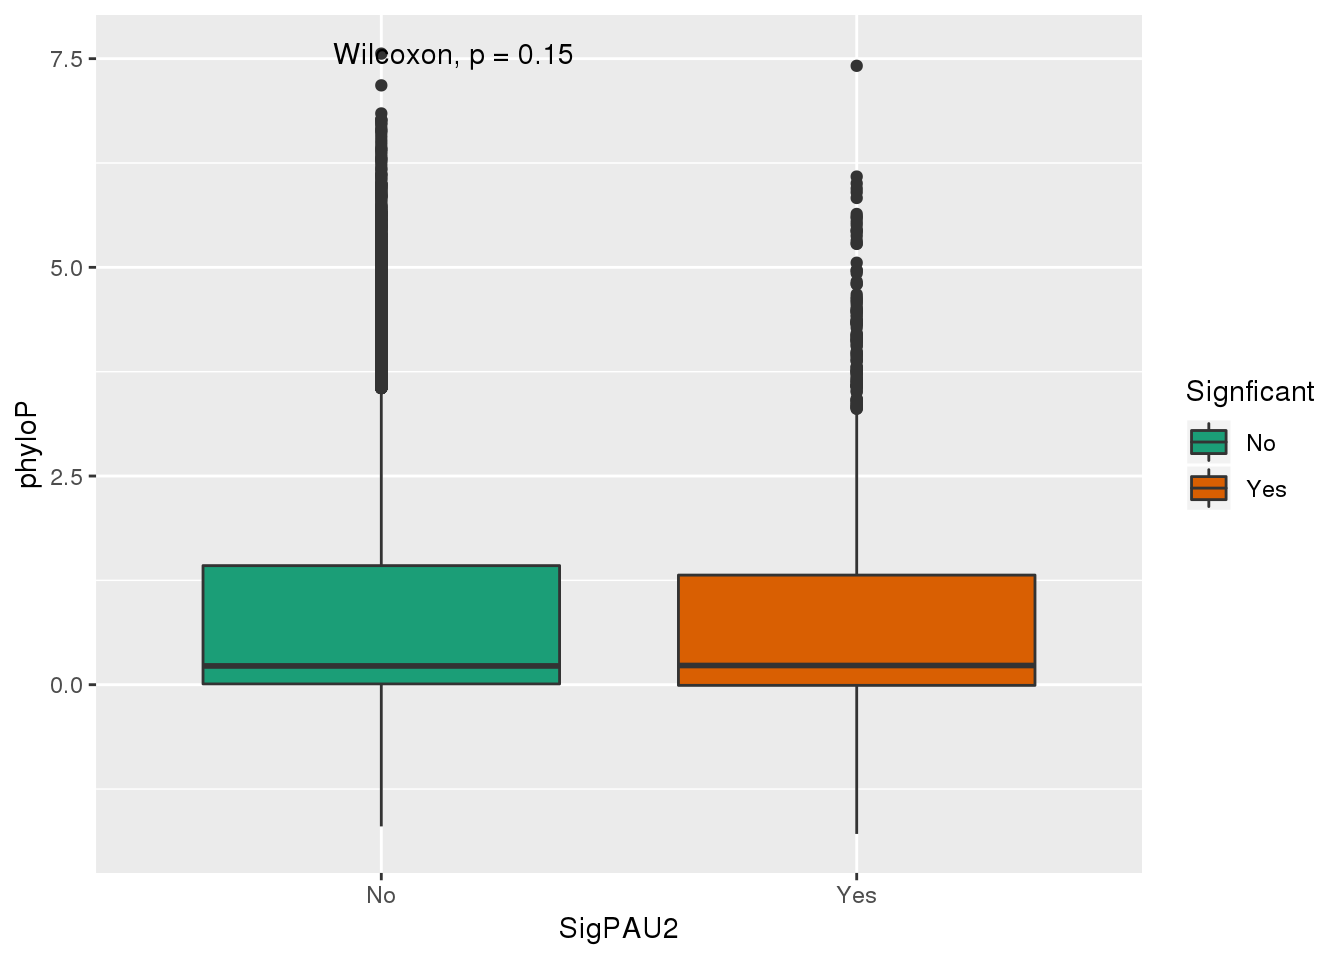 Wilcoxon, p = 0.15
7.5
5.0
2.5
0.0
phyloP
No
Yes
SigPAU2
Signficant
No
Yes